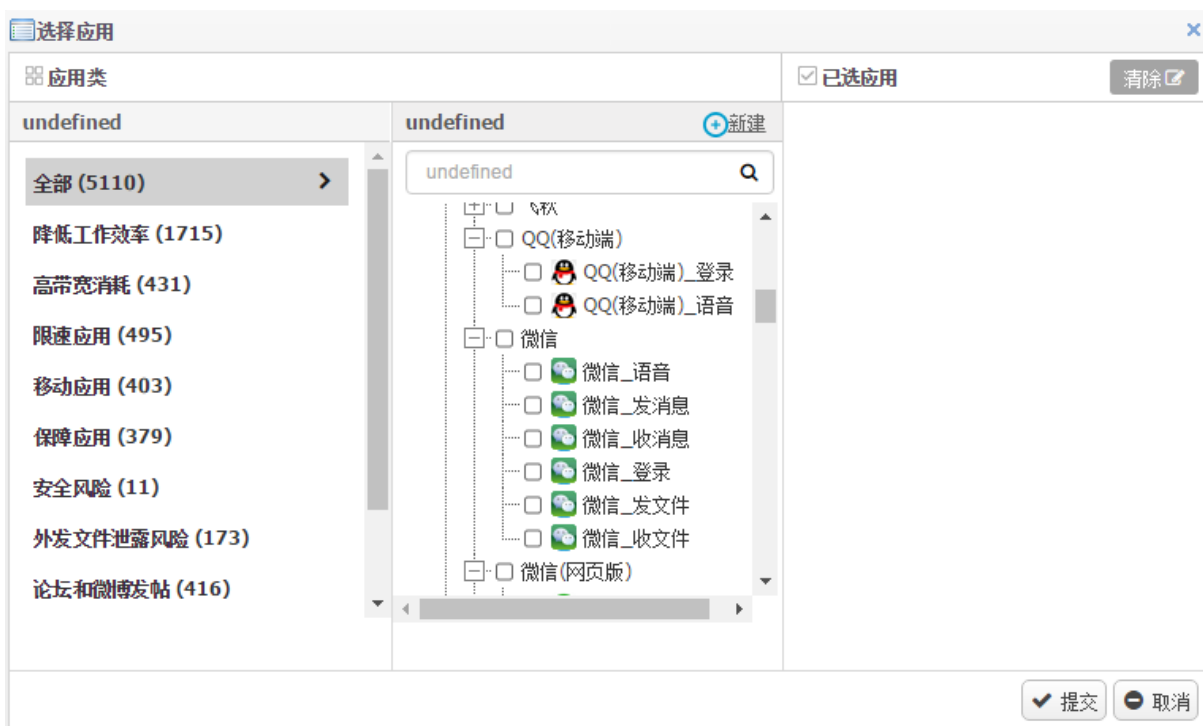 选择应用
应用类
已选应用
清除
undefined
全部 (5110)
降低工作效率 (1715)
高带宽消耗 (431)
限速应用 (495)
移动应用 (403)
保障应用 (379)
安全风险 (11)
外发文件泄露风险 (173)
论坛和微博发帖 (416)
undefined
新建
undefined
飞秋
QQ(移动端)
QQ(移动端)_登录
QQ(移动端)_语音
微信
微信_语音
微信_发消息
微信_收消息
微信_登录
微信_发文件
微信_收文件
微信(网页版)
提交
取消